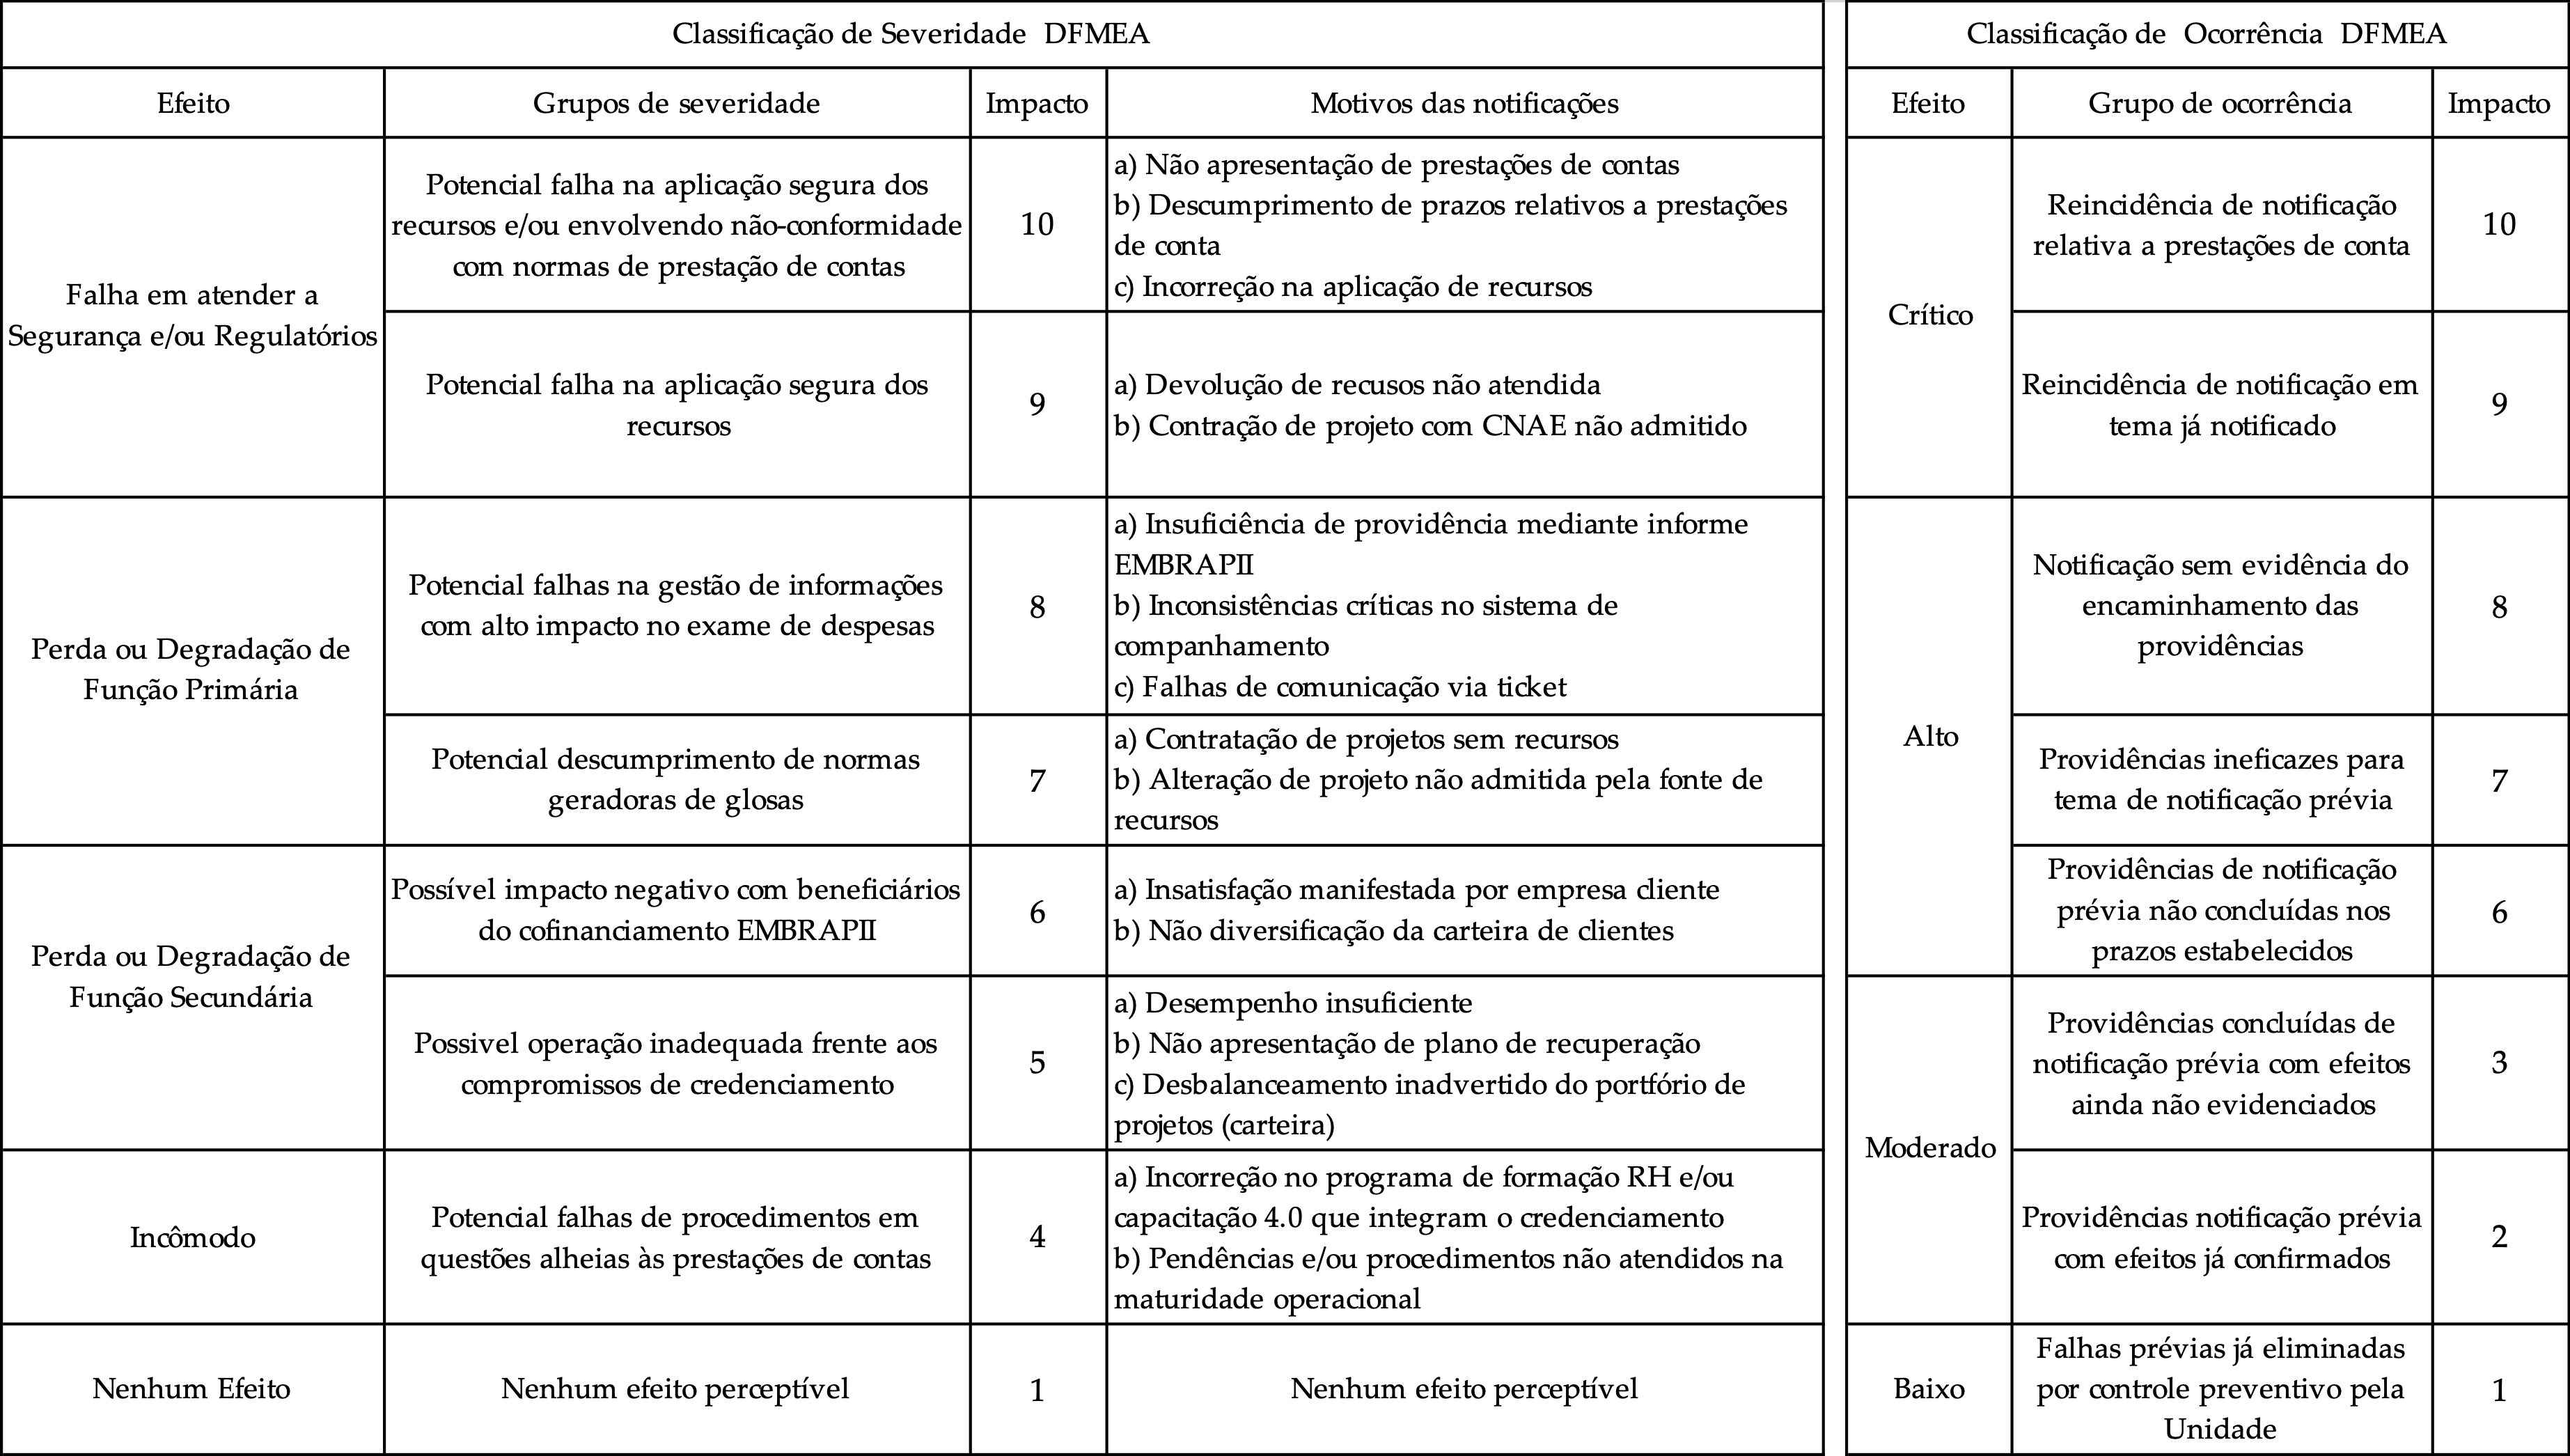 Classificação de Severidade DFMEA
Efeito
Grupos de severidade
Impacto
Motivos das notificações
Falha em atender a
Segurança e/ou Regulatórios
Potencial falha na aplicação segura dos
recursos e/ou envolvendo não-conformidade
com normas de prestação de contas
10
a) Não apresentação de prestações de contas
b) Descumprimento de prazos relativos a prestações
de conta
c) Incorreção na aplicação de recursos
Potencial falha na aplicação segura dos
recursos
9
a) Devolução de recusos não atendida
b) Contração de projeto com CNAE não admitido
Perda ou Degradação de
Função Primária
Potencial falhas na gestão de informações
com alto impacto no exame de despesas
8
a) Insuficiência de providência mediante informe
EMBRAPII
b) Inconsistências críticas no sistema de
companhamento
c) Falhas de comunicação via ticket
Potencial descumprimento de normas
geradoras de glosas
7
a) Contratação de projetos sem recursos
b) Alteração de projeto não admitida pela fonte de
recursos
Perda ou Degradação de
Função Secundária
Possível impacto negativo com beneficiários
do cofinanciamento EMBRAPII
6
a) Insatisfação manifestada por empresa cliente
b) Não diversificação da carteira de clientes
Possivel operação inadequada frente aos
compromissos de credenciamento
5
a) Desempenho insuficiente
b) Não apresentação de plano de recuperação
c) Desbalanceamento inadvertido do portfório de
projetos (carteira)
Incômodo
Potencial falhas de procedimentos em
questões alheias às prestações de contas
4
a) Incorreção no programa de formação RH e/ou
capacitação 4.0 que integram o credenciamento
b) Pendências e/ou procedimentos não atendidos na
maturidade operacional
Nenhum Efeito
Nenhum efeito perceptível
1
Nenhum efeito perceptível
Classificação de Ocorrência DFMEA
Efeito
Grupo de ocorrência
Impacto
Crítico
Reincidência de notificação
relativa a prestações de conta
10
Reincidência de notificação em
tema já notificado
9
Alto
Notificação sem evidência do
encaminhamento das
providências
8
Providências ineficazes para
tema de notificação prévia
7
Providências de notificação
prévia não concluídas nos
prazos estabelecidos
6
Moderado
Providências concluídas de
notificação prévia com efeitos
ainda não evidenciados
3
Providências notificação prévia
com efeitos já confirmados
2
Baixo
Falhas prévias já eliminadas
por controle preventivo pela
Unidade
1